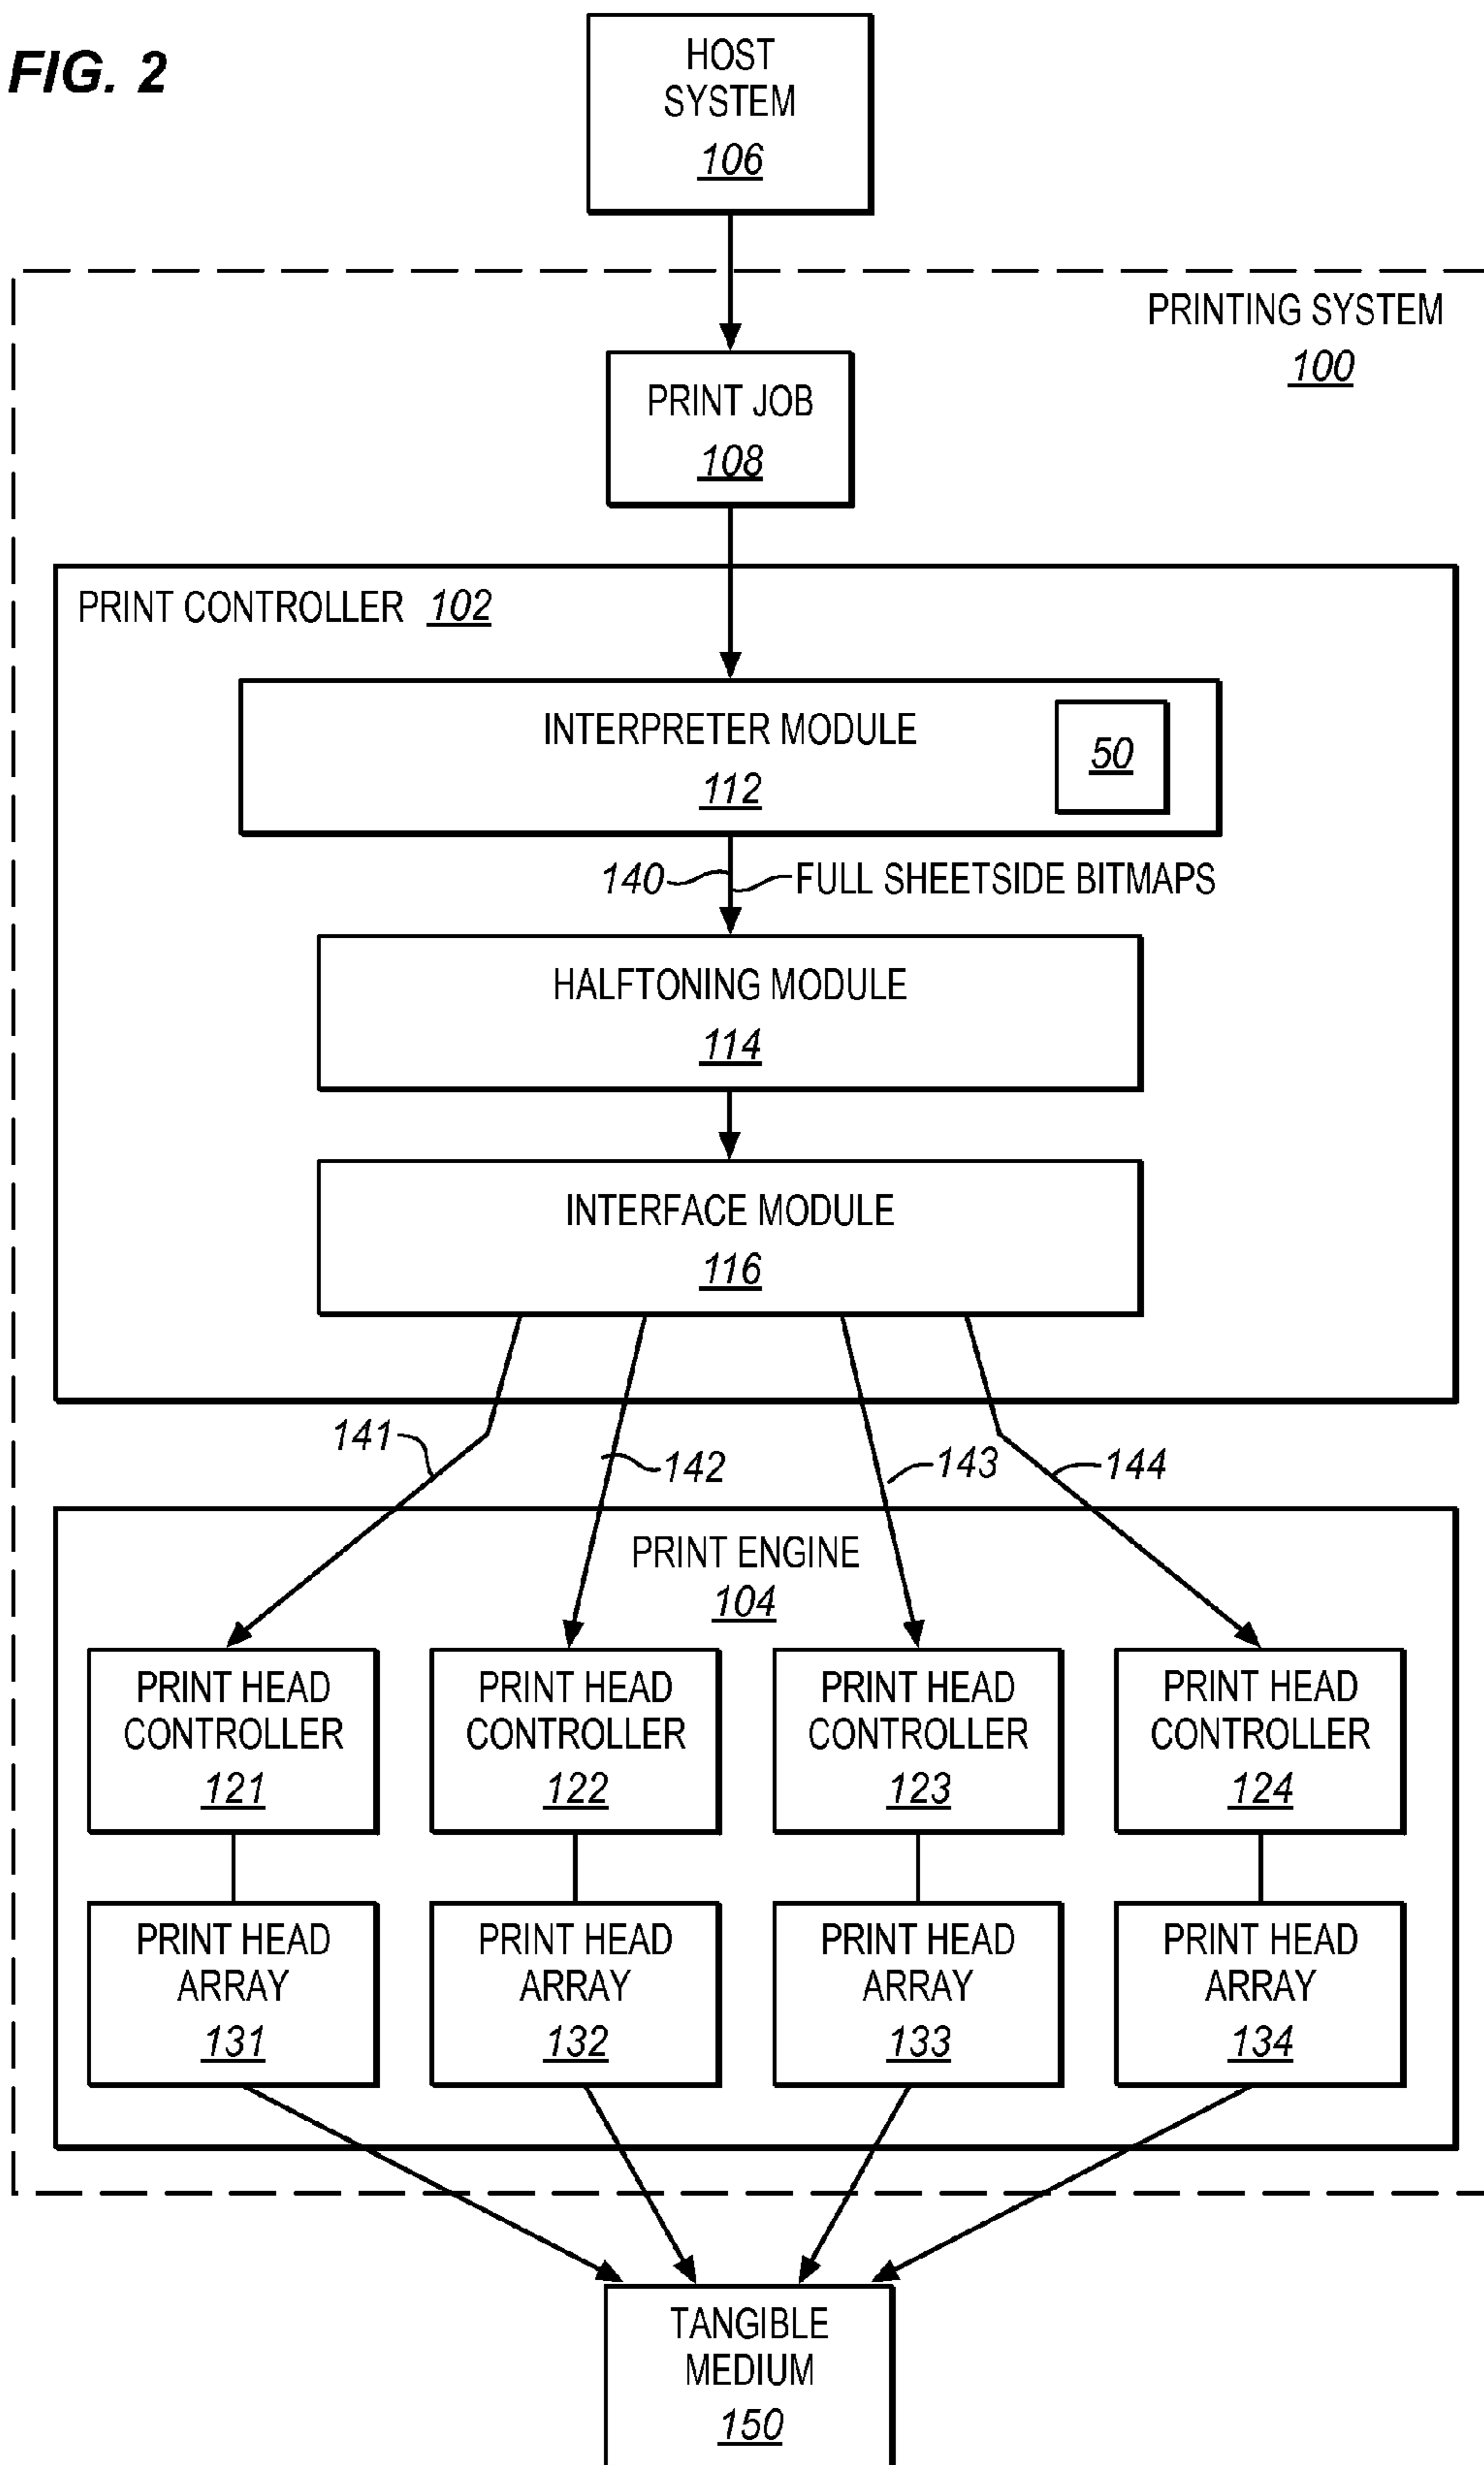 FIG. 2
HOST
SYSTEM
106
PRINTING SYSTEM
100
PRINT JOB
108
PRINT CONTROLLER 102
INTERPRETER MODULE
112
50
140
FULL SHEETSIDE BITMAPS
HALFTONING MODULE
114
INTERFACE MODULE
116
141
142
143
144
PRINT ENGINE
104
PRINT HEAD
CONTROLLER
121
PRINT HEAD
CONTROLLER
122
PRINT HEAD
CONTROLLER
123
PRINT HEAD
CONTROLLER
124
PRINT HEAD
ARRAY
131
PRINT HEAD
ARRAY
132
PRINT HEAD
ARRAY
133
PRINT HEAD
ARRAY
134
TANGIBLE
MEDIUM
150